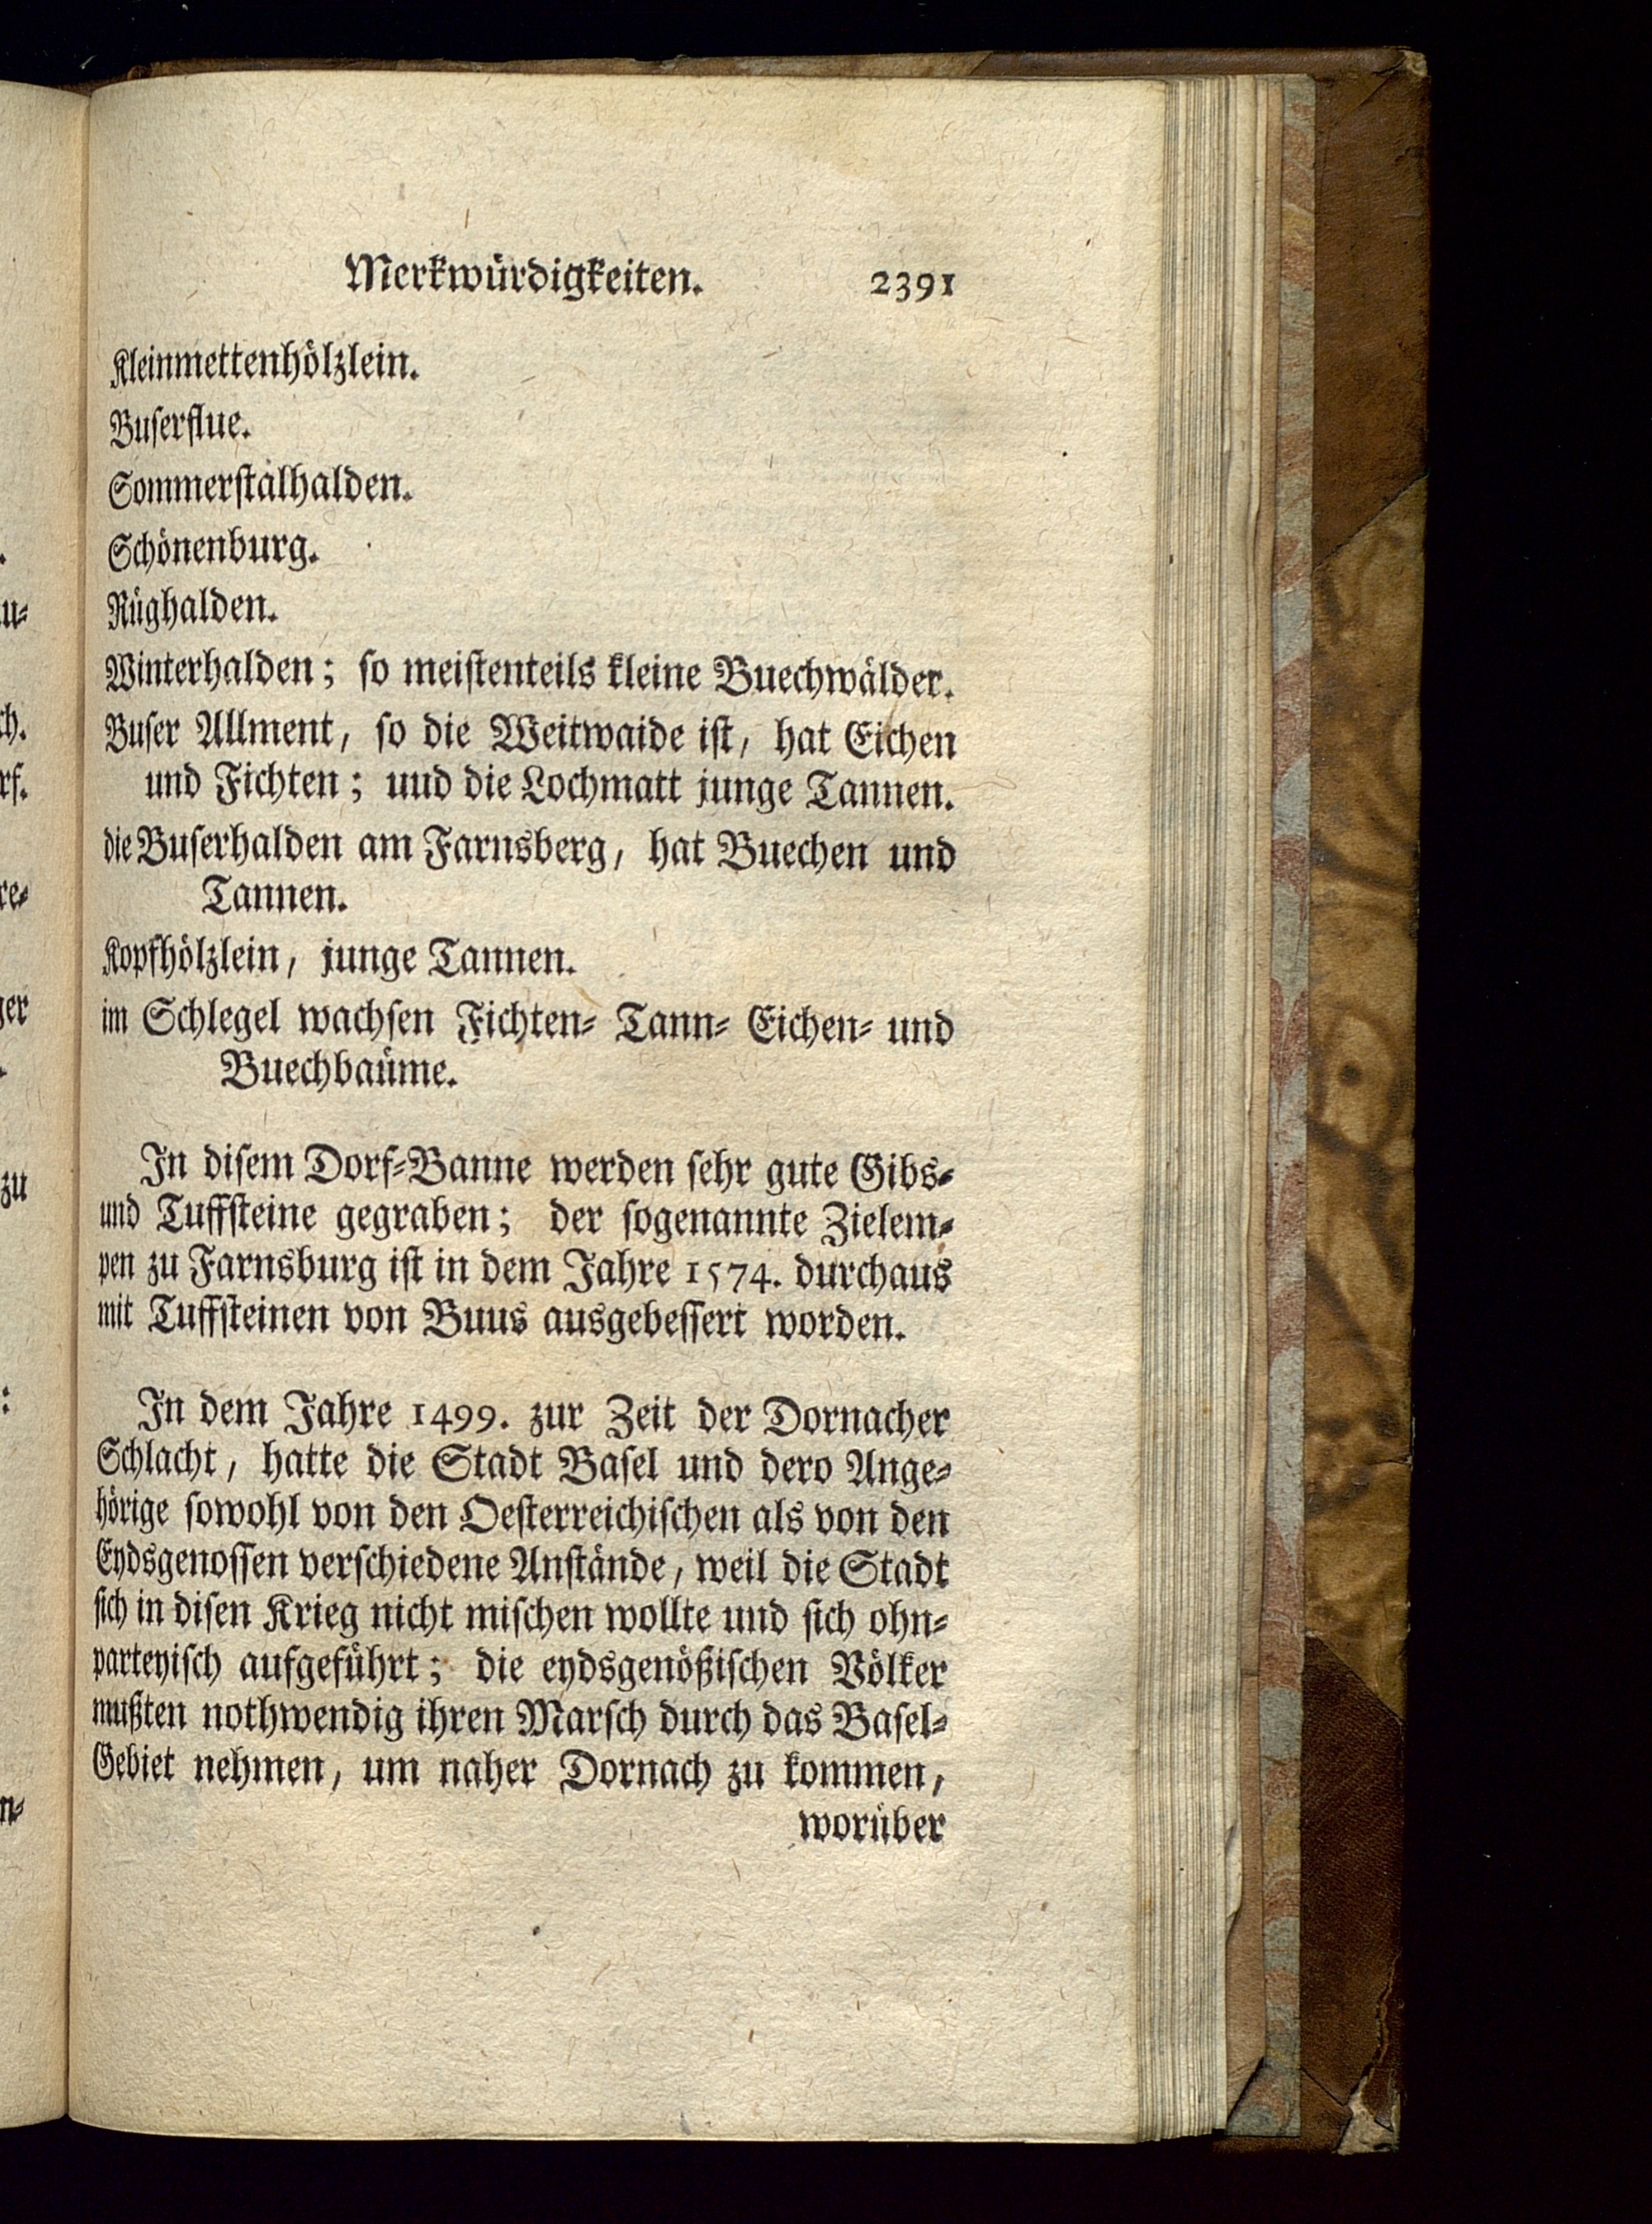 Merkwürdigkeiten. 2391
Kleinmettenhölzlein.
Buſerflue.
Sommerſtalhalden.
Schönenburg.
Rüghalden.
Winterhalden; ſo meiſtenteils kleine Buechwälder.
Buſer Allment, ſo die Weitwaide iſt, hat Eichen
und Fichten; uud die Lochmatt junge Tannen.
die Buſerhalden am Farnsberg, hat Buechen und
Tannen.
Kopfhölzlein, junge Tannen.
im Schlegel wachſen Fichten- Tann- Eichen- und
Buechbaüme.
In diſem Dorf-Banne werden ſehr gute Gibs-
und Tuffſteine gegraben; der ſogenannte Zielem-
pen zu Farnsburg iſt in dem Jahre 1574. durchaus
mit Tuffſteinen von Buus ausgebeſſert worden.
In dem Jahre 1499. zur Zeit der Dornacher
Schlacht, hatte die Stadt Baſel und dero Ange-
hörige ſowohl von den Oeſterreichiſchen als von den
Eydsgenoſſen verſchiedene Anſtände, weil die Stadt
ſich in diſen Krieg nicht miſchen wollte und ſich ohn-
parteyiſch aufgeführt; die eydsgenößiſchen Völker
mußten nothwendig ihren Marſch durch das Baſel-
Gebiet nehmen, um naher Dornach zu kommen,
worüber